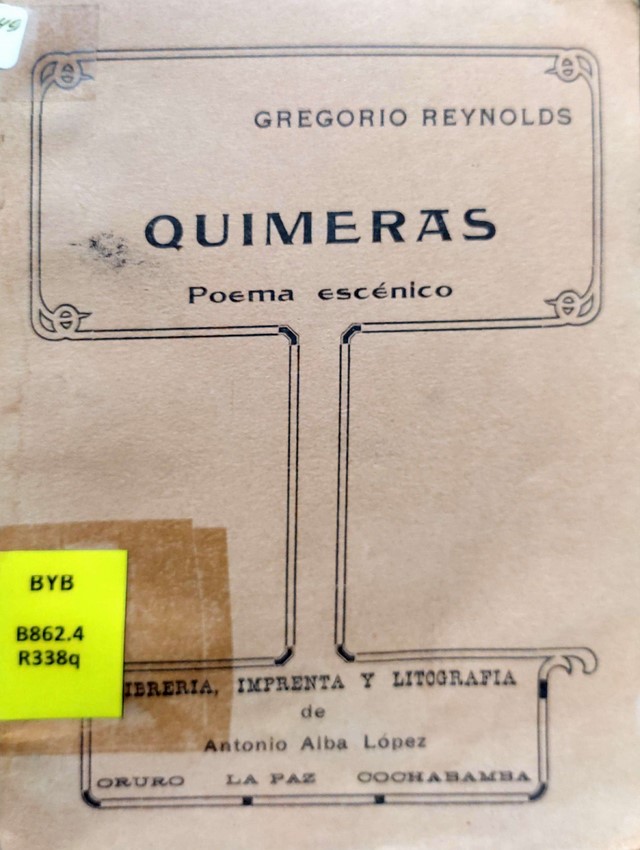 GREGORIO REYNOLDS
QUIMERAS
Poema escénico
BYB
B862.4
R338q
IBRERIA, IMPRENTA Y LITOGRAFIA
de
Antonio Alba López
ORURO LA PAZ COCHABAMBA